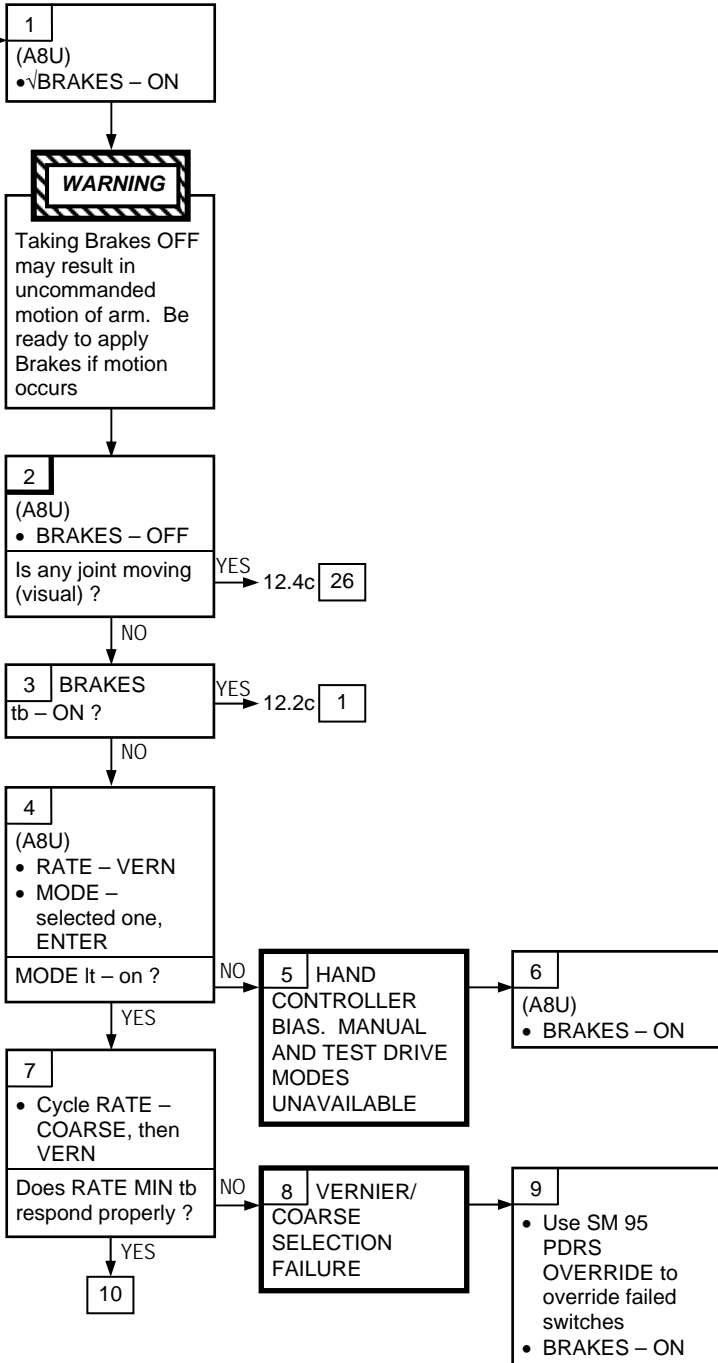 1
(A8U)
•√BRAKES – ON
WARNING
Taking Brakes OFF
may result in
uncommanded
motion of arm.  Be
ready to apply
Brakes if motion
occurs
2
(A8U)
• BRAKES – OFF
Is any joint moving
(visual) ?
YES
12.4c 26
NO
3 BRAKES
tb – ON ?
YES
12.2c 1
NO
4
(A8U)
• RATE – VERN
• MODE –
selected one,
ENTER
MODE lt – on ?
NO
5 HAND
CONTROLLER
BIAS.  MANUAL
AND TEST DRIVE
MODES
UNAVAILABLE
6
(A8U)
• BRAKES – ON
YES
7
• Cycle RATE –
COARSE, then
VERN
Does RATE MIN tb
respond properly ?
NO
8 VERNIER/
COARSE
SELECTION
FAILURE
9
• Use SM 95
PDRS
OVERRIDE to
override failed
switches
• BRAKES – ON
YES
10